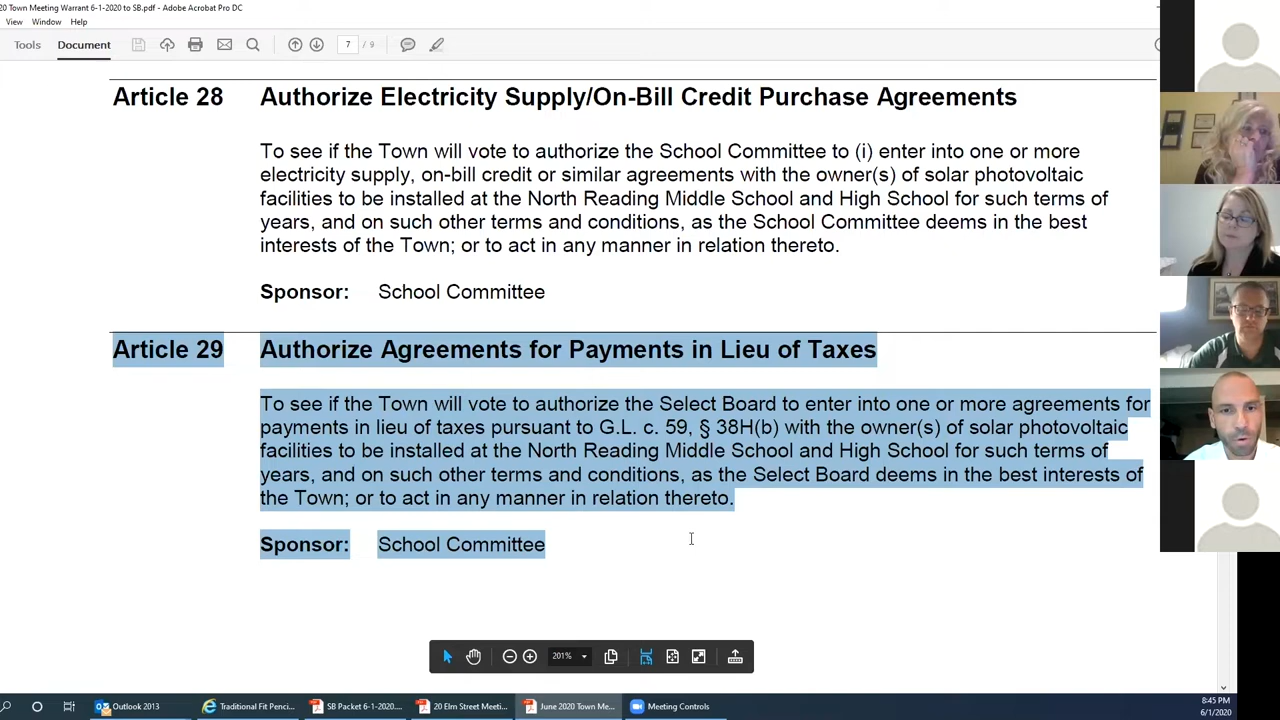 20 Town Meeting Warrant 6-1-2020 to SB.pdf - Adobe Acrobat Pro DC
View Window Help
Tools Document 7 / 9
Article 28 Authorize Electricity Supply/On-Bill Credit Purchase Agreements
To see if the Town will vote to authorize the School Committee to (i) enter into one or more
electricity supply, on-bill credit or similar agreements with the owner(s) of solar photovoltaic
facilities to be installed at the North Reading Middle School and High School for such terms of
years, and on such other terms and conditions, as the School Committee deems in the best
interests of the Town; or to act in any manner in relation thereto.
Sponsor: School Committee
Article 29 Authorize Agreements for Payments in Lieu of Taxes
To see if the Town will vote to authorize the Select Board to enter into one or more agreements for
payments in lieu of taxes pursuant to G.L. c. 59, § 38H(b) with the owner(s) of solar photovoltaic
facilities to be installed at the North Reading Middle School and High School for such terms of
years, and on such other terms and conditions, as the Select Board deems in the best interests of
the Town; or to act in any manner in relation thereto.
Sponsor: School Committee
201%
Outlook 2013 Traditional Fit Penci... SB Packet 6-1-2020.... 20 Elm Street Meeti... June 2020 Town Me... Meeting Controls
8:45 PM
6/1/2020